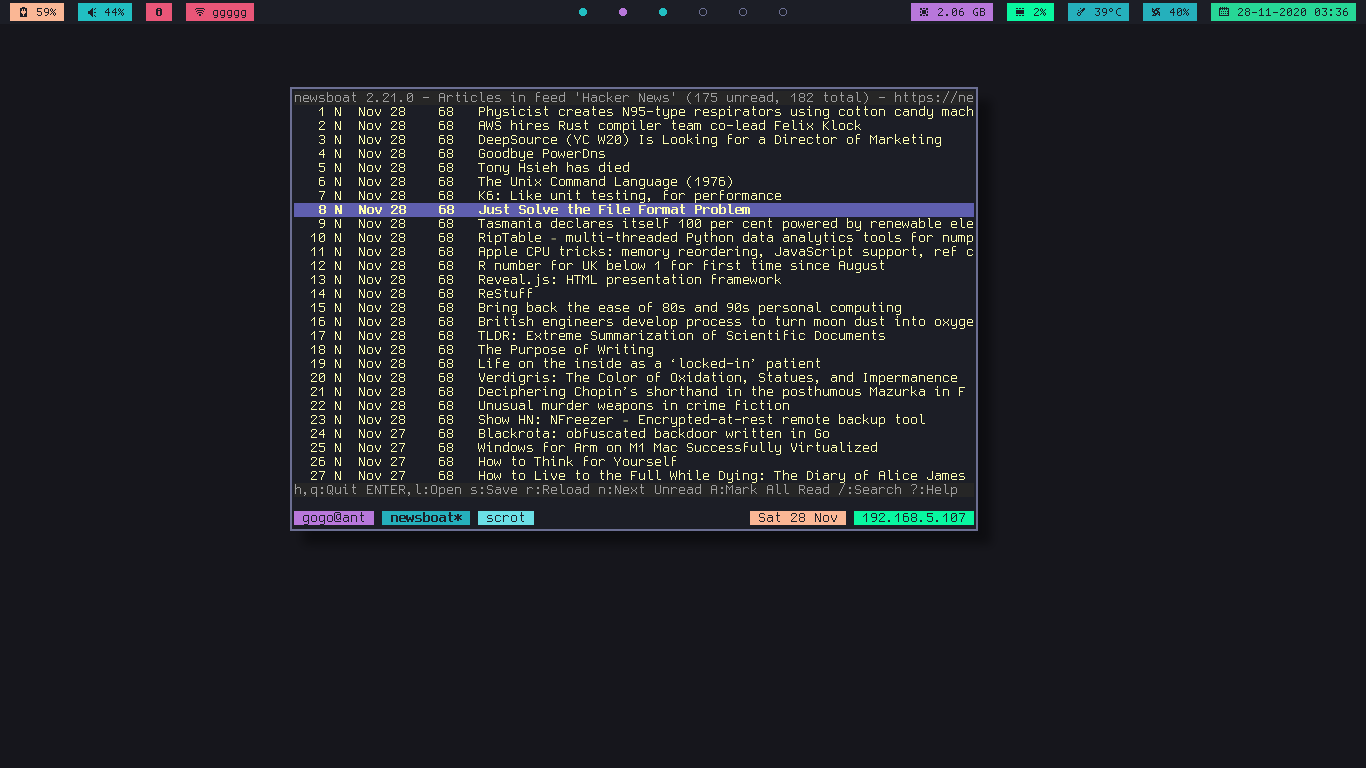 59% 44% 0 ggggg 2.06 GB 2% 39°C 40% 28-11-2020 03:36
newsboat 2.21.0 - Articles in feed 'Hacker News' (175 unread, 182 total) - https://ne
1 N Nov 28 68 Physicist creates N95-type respirators using cotton candy mach
2 N Nov 28 68 AWS hires Rust compiler team co-lead Felix Klock
3 N Nov 28 68 DeepSource (YC W20) Is Looking for a Director of Marketing
4 N Nov 28 68 Goodbye PowerDns
5 N Nov 28 68 Tony Hsieh has died
6 N Nov 28 68 The Unix Command Language (1976)
7 N Nov 28 68 K6: Like unit testing, for performance
8 N Nov 28 68 Just Solve the File Format Problem
9 N Nov 28 68 Tasmania declares itself 100 per cent powered by renewable ele
10 N Nov 28 68 RipTable - multi-threaded Python data analytics tools for nump
11 N Nov 28 68 Apple CPU tricks: memory reordering, JavaScript support, ref c
12 N Nov 28 68 R number for UK below 1 for first time since August
13 N Nov 28 68 Reveal.js: HTML presentation framework
14 N Nov 28 68 ReStuff
15 N Nov 28 68 Bring back the ease of 80s and 90s personal computing
16 N Nov 28 68 British engineers develop process to turn moon dust into oxyge
17 N Nov 28 68 TLDR: Extreme Summarization of Scientific Documents
18 N Nov 28 68 The Purpose of Writing
19 N Nov 28 68 Life on the inside as a ‘locked-in’ patient
20 N Nov 28 68 Verdigris: The Color of Oxidation, Statues, and Impermanence
21 N Nov 28 68 Deciphering Chopin’s shorthand in the posthumous Mazurka in F
22 N Nov 28 68 Unusual murder weapons in crime fiction
23 N Nov 28 68 Show HN: NFreezer - Encrypted-at-rest remote backup tool
24 N Nov 27 68 Blackrota: obfuscated backdoor written in Go
25 N Nov 27 68 Windows for Arm on M1 Mac Successfully Virtualized
26 N Nov 27 68 How to Think for Yourself
27 N Nov 27 68 How to Live to the Full While Dying: The Diary of Alice James
h,q:Quit ENTER,l:Open s:Save r:Reload n:Next Unread A:Mark All Read /:Search ?:Help
gogo@ant newsboat* scrot Sat 28 Nov 192.168.5.107